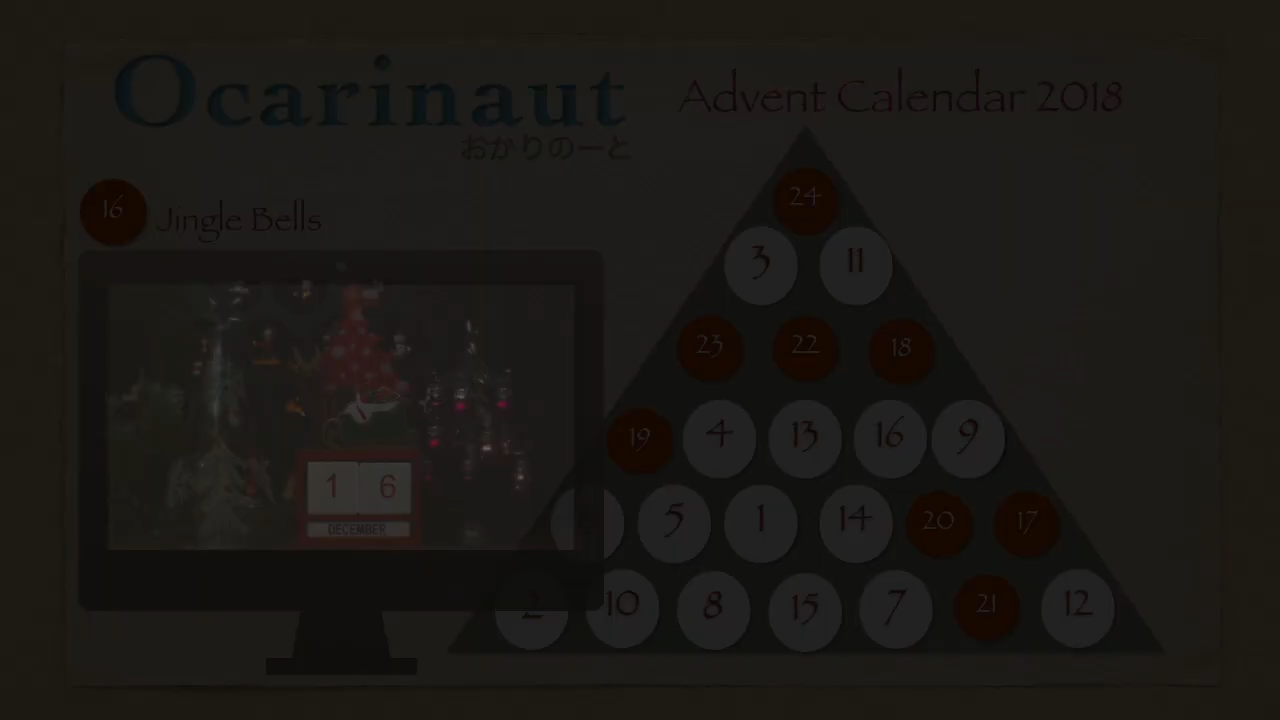 Ocarinaut
おかりのーと
Advent Calendar 2018
16
Jingle Bells
24
3 11
23 22 18
19 4 13 16 9
5 1 14 20 17
2 10 8 15 7 21 12
1 6
DECEMBER